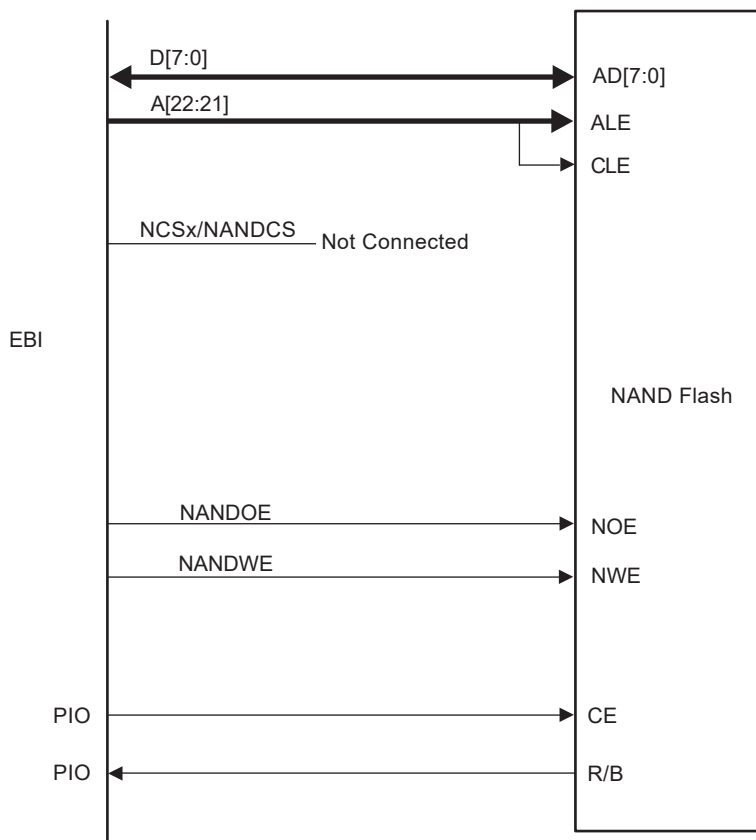 D[7:0]
AD[7:0]
A[22:21]
ALE
CLE
NCSx/NANDCS
Not Connected
EBI
NAND Flash
NANDOE
NOE
NANDWE
NWE
PIO
CE
PIO
R/B